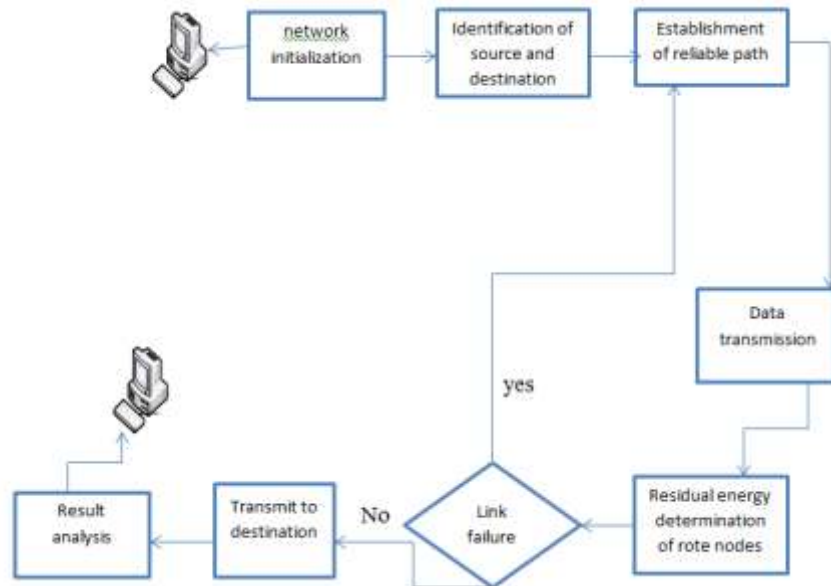 network
initialization
Identification of
source and
destination
Establishment
of reliable path
Data
transmission
yes
Residual energy
determination
of rote nodes
Link
failure
No
Transmit to
destination
Result
analysis